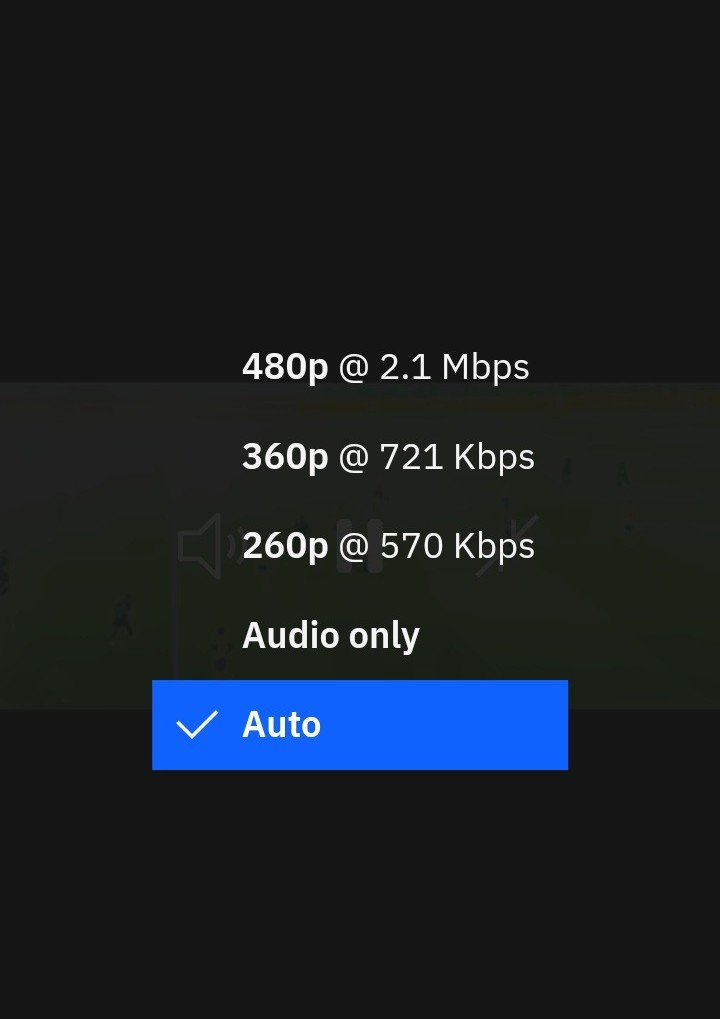 480p @ 2.1 Mbps
360p @ 721 Kbps
260p @ 570 Kbps
Audio only
Auto